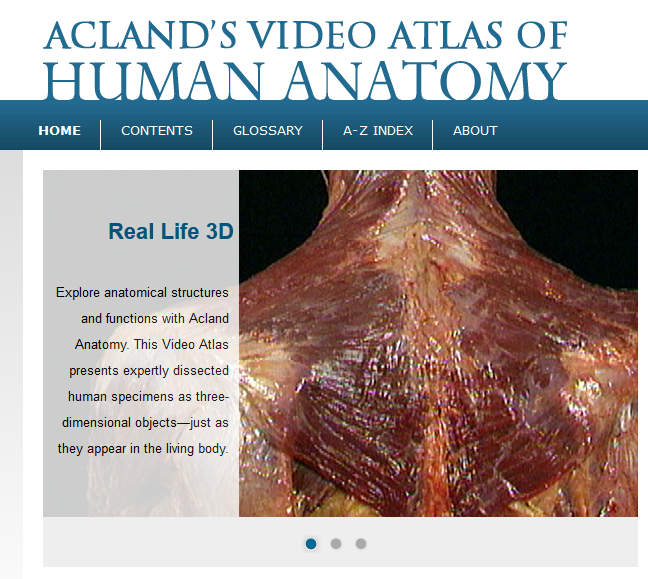 ACLAND'S VIDEO ATLAS OF
HUMAN ANATOMY
HOME CONTENTS GLOSSARY A-Z INDEX ABOUT
Real Life 3D
Explore anatomical structures
and functions with Acland
Anatomy. This Video Atlas
presents expertly dissected
human specimens as three-
dimensional objects—just as
they appear in the living body.